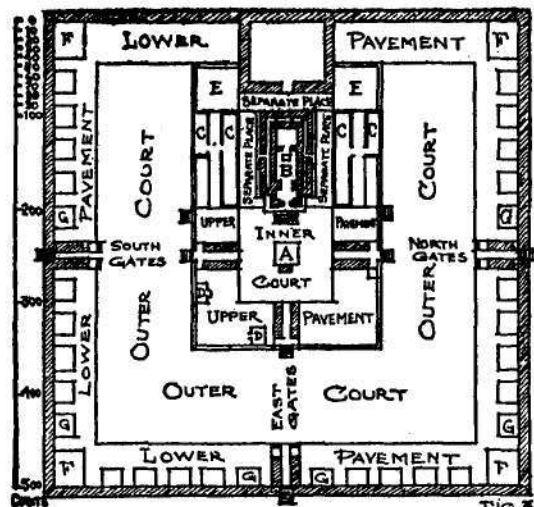 F LOWER PAVEMENT F
E E
SEPARATE PLACE
-100
C C C C
SEPARATE PLACE SEPARATE PLACE
B
PAVEMENT COURT COURT
-200
G UPPER INNER PAVEMENT G
SOUTH GATES A NORTH GATES
COURT
-300
D UPPER D PAVEMENT
OUTER OUTER
LOWER
OUTER COURT
-400
EAST GATES
G G
LOWER PAVEMENT
F G G F
-500
CUBITS